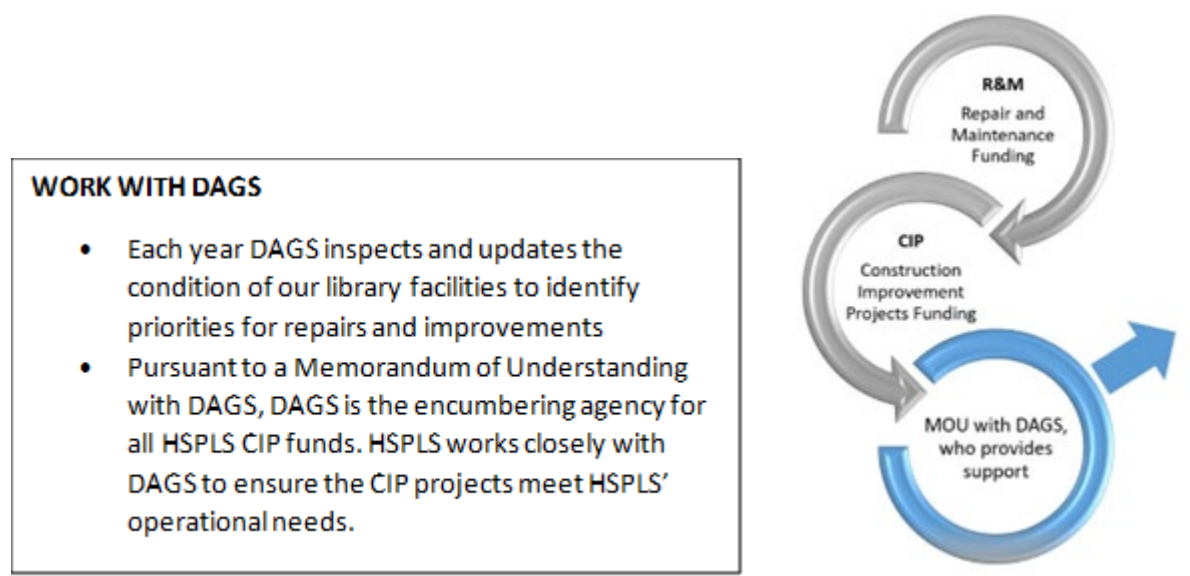 WORK WITH DAGS
• Each year DAGS inspects and updates the
condition of our library facilities to identify
priorities for repairs and improvements
• Pursuant to a Memorandum of Understanding
with DAGS, DAGS is the encumbering agency for
all HSPLS CIP funds. HSPLS works closely with
DAGS to ensure the CIP projects meet HSPLS’
operational needs.
R&M
Repair and
Maintenance
Funding
CIP
Construction
Improvement
Projects Funding
MOU with DAGS,
who provides
support